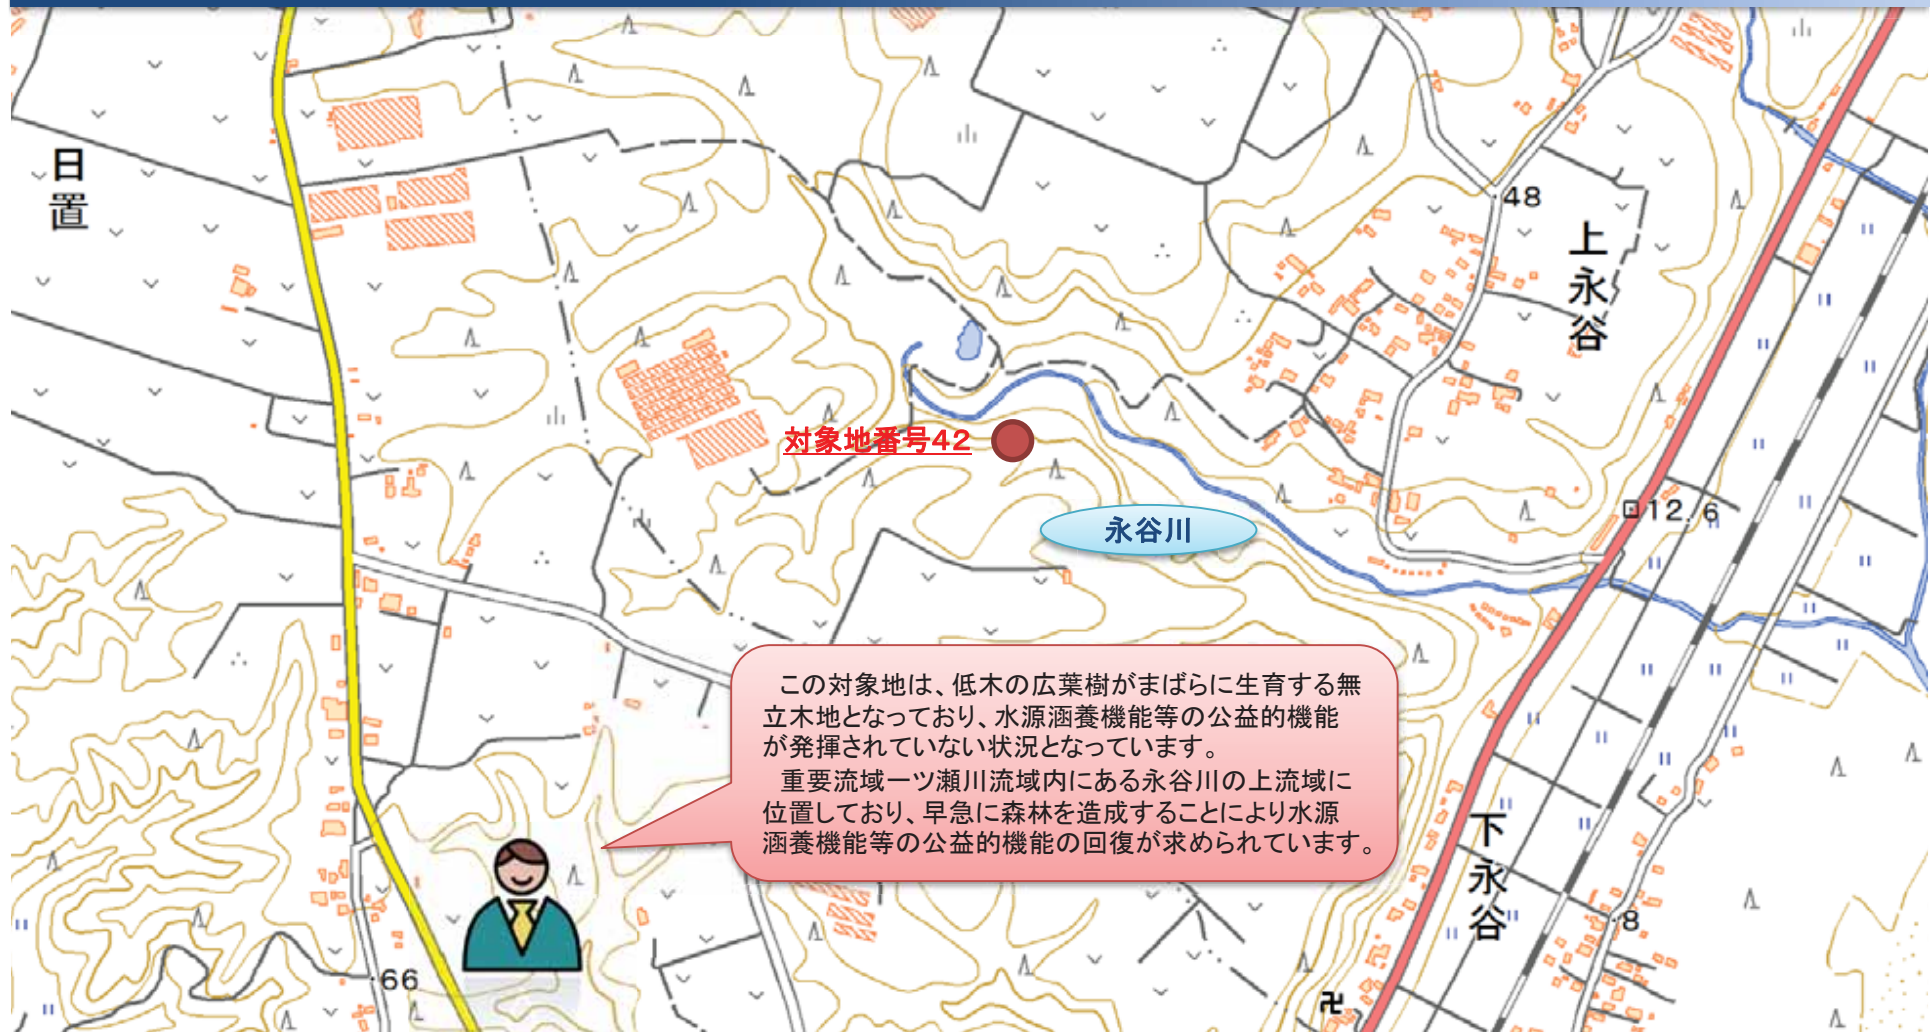 日置
48
上永谷
対象地番号42
12.6
永谷川
この対象地は、低木の広葉樹がまばらに生育する無
立木地となっており、水源涵養機能等の公益的機能
が発揮されていない状況となっています。
重要流域一ツ瀬川流域内にある永谷川の上流域に
位置しており、早急に森林を造成することにより水源
涵養機能等の公益的機能の回復が求められています。
下永谷
8
66